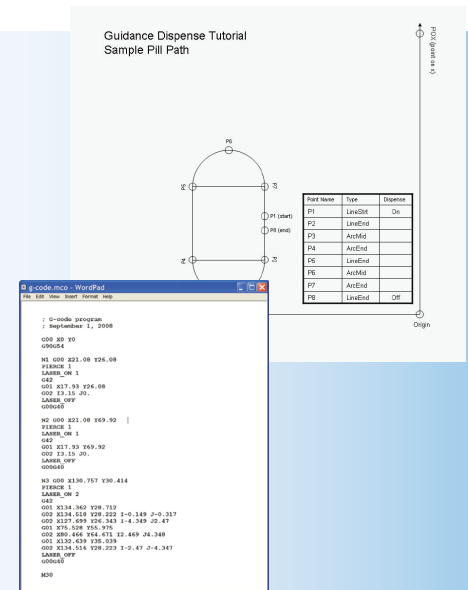 Guidance Dispense Tutorial
Sample Pill Path
POX (point on x)
P6
P5
P7
P1 (start)
P8 (end)
P4
P2
Origin
Point Name Type Dispense
P1 LineStrt On
P2 LineEnd
P3 ArcMid
P4 ArcEnd
P5 LineEnd
P6 ArcMid
P7 ArcEnd
P8 LineEnd Off
g-code.mco - WordPad
File Edit View Insert Format Help
; G-code program
; September 1, 2008
G00 X0 Y0
G90G54
N1 G00 X21.08 Y26.08
PIERCE 1
LASER_ON 1
G42
G01 X17.93 Y26.08
G02 I3.15 J0.
LASER_OFF
G00G40
N2 G00 X21.08 Y69.92
PIERCE 1
LASER_ON 1
G42
G01 X17.93 Y69.92
G02 I3.15 J0.
LASER_OFF
G00G40
N3 G00 X130.757 Y30.414
PIERCE 1
LASER_ON 2
G42
G01 X134.362 Y28.712
G02 X134.518 Y28.222 I-0.149 J-0.317
G02 X127.699 Y26.343 I-4.349 J2.47
G01 X75.528 Y55.975
G02 X80.466 Y64.671 I2.469 J4.348
G01 X132.639 Y35.039
G02 X134.516 Y28.223 I-2.47 J-4.347
LASER_OFF
G00G40
M30